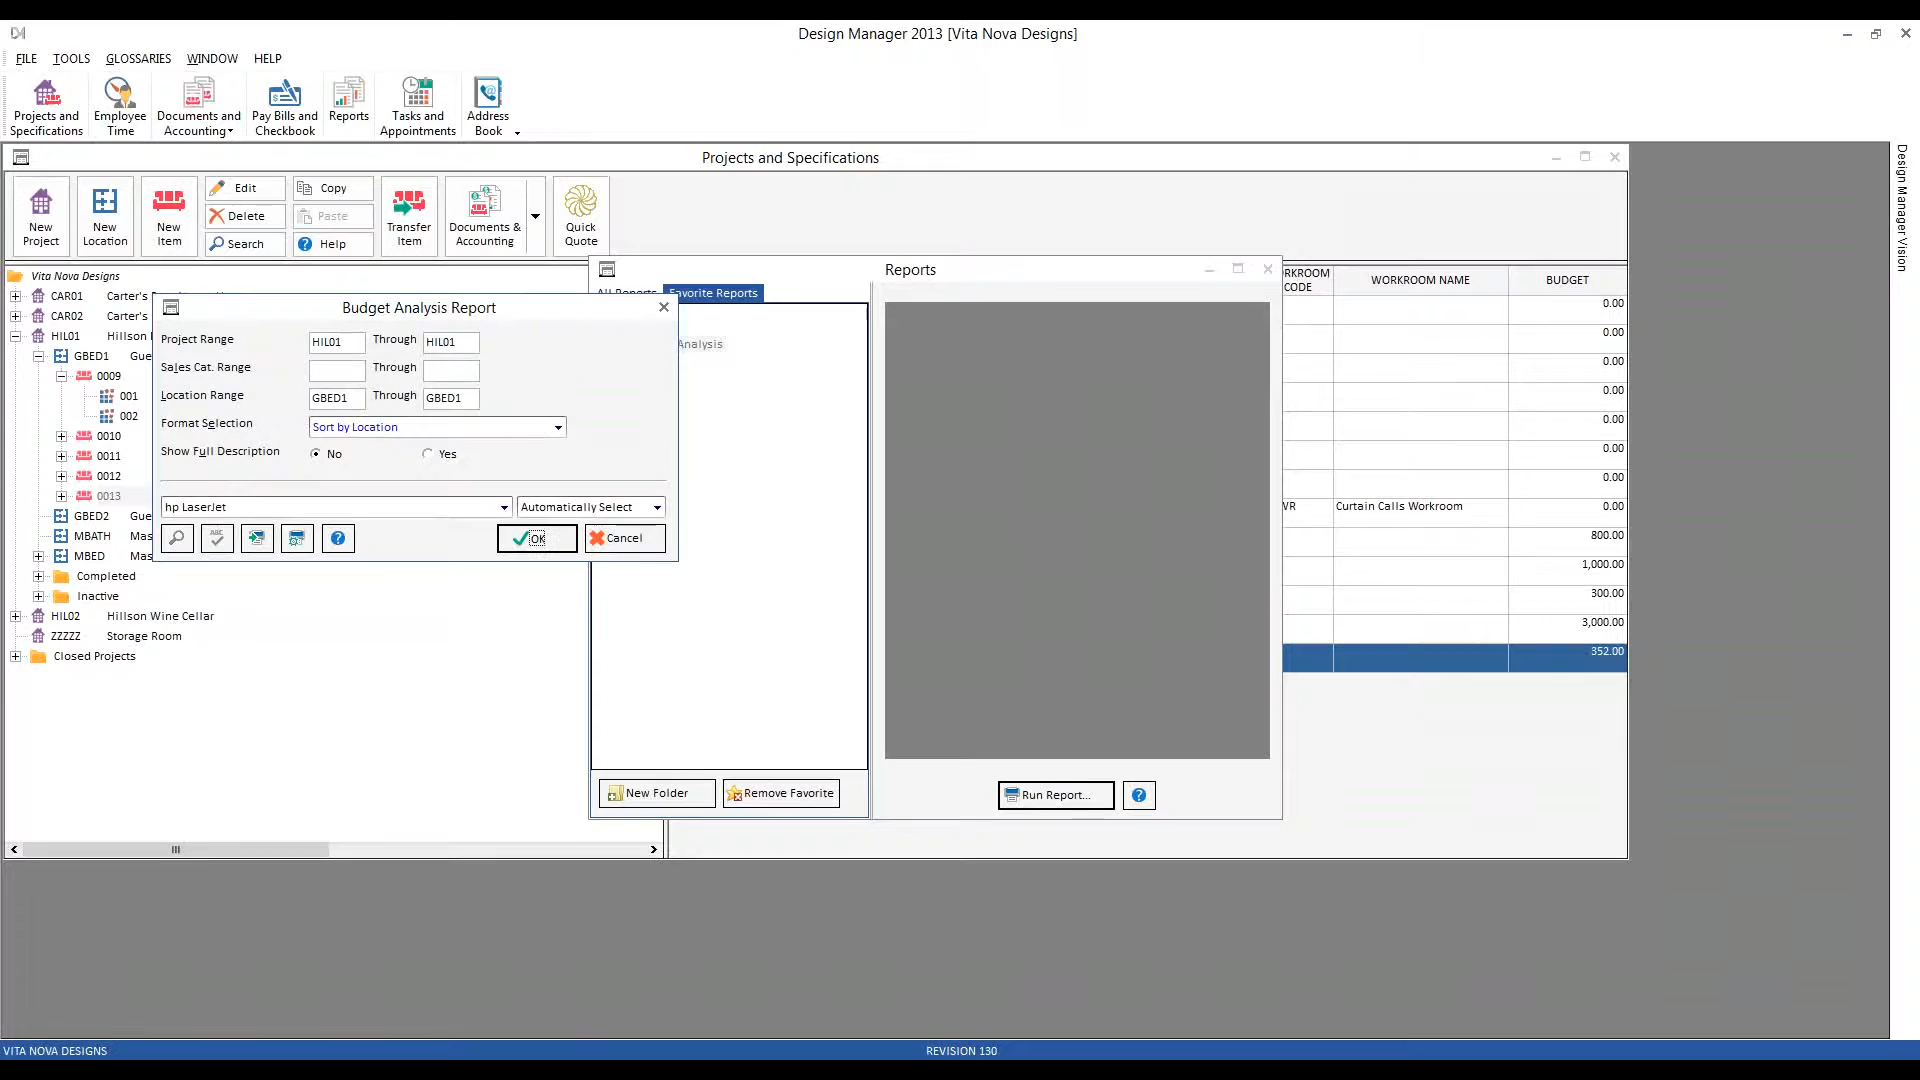 Design Manager 2013 [Vita Nova Designs]
FILE TOOLS GLOSSARIES WINDOW HELP
Projects and Specifications
Employee Time
Documents and Accounting
Pay Bills and Checkbook
Reports
Tasks and Appointments
Address Book
Design Manager Vision
Projects and Specifications
New Project
New Location
New Item
Edit
Delete
Search
Copy
Paste
Help
Transfer Item
Documents & Accounting
Quick Quote
Vita Nova Designs
CAR01 Carter's
CAR02 Carter's
HIL01 Hillson
GBED1 Gue
0009
001
002
0010
0011
0012
0013
GBED2 Gue
MBATH Mas
MBED Mas
Completed
Inactive
HIL02 Hillson Wine Cellar
ZZZZZ Storage Room
Closed Projects
Budget Analysis Report
Project Range HIL01 Through HIL01
Sales Cat. Range Through
Location Range GBED1 Through GBED1
Format Selection Sort by Location
Show Full Description No Yes
hp LaserJet Automatically Select
ABC
OK Cancel
Reports
All Reports Favorite Reports
Analysis
New Folder Remove Favorite
Run Report...
RKROOM CODE WORKROOM NAME BUDGET
0.00
0.00
0.00
0.00
0.00
0.00
0.00
VR Curtain Calls Workroom 0.00
800.00
1,000.00
300.00
3,000.00
352.00
VITA NOVA DESIGNS REVISION 130